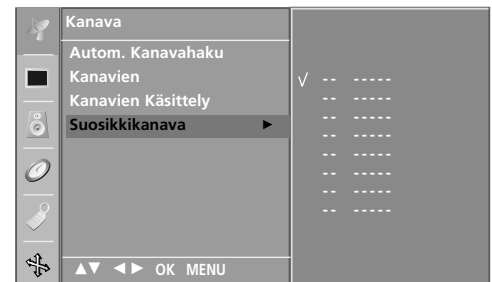 Kanava
Autom. Kanavahaku
Kanavien
Kanavien Käsittely
Suosikkikanava ►
√ -- -----
-- -----
-- -----
-- -----
-- -----
-- -----
-- -----
-- -----
▲▼ ◄► OK MENU